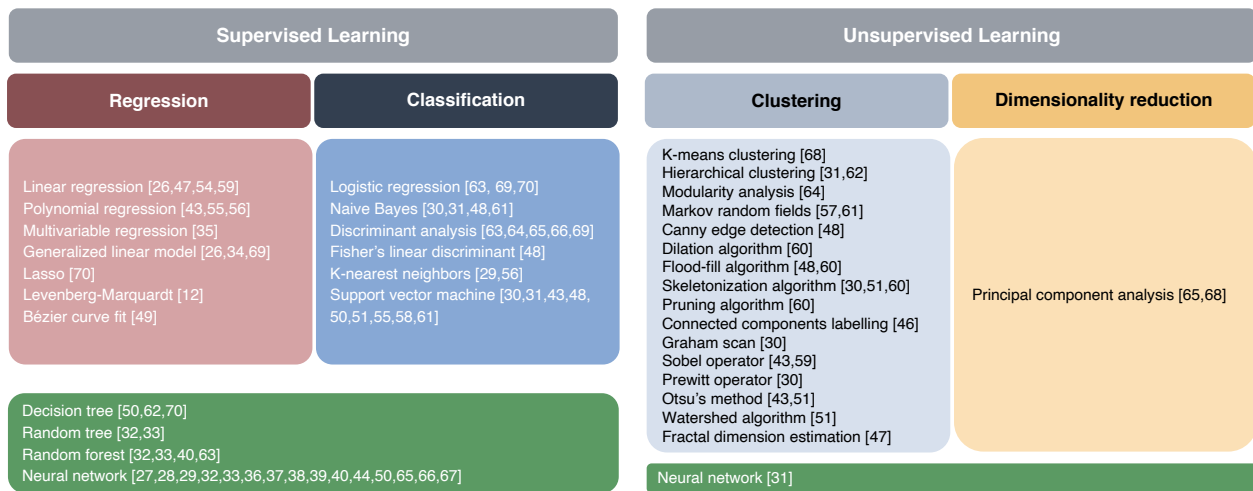 Supervised Learning
Regression
Classification
Linear regression [26,47,54,59]
Polynomial regression [43,55,56]
Multivariable regression [35]
Generalized linear model [26,34,69]
Lasso [70]
Levenberg-Marquardt [12]
Bézier curve fit [49]
Logistic regression [63, 69,70]
Naive Bayes [30,31,48,61]
Discriminant analysis [63,64,65,66,69]
Fisher's linear discriminant [48]
K-nearest neighbors [29,56]
Support vector machine [30,31,43,48,
50,51,55,58,61]
Decision tree [50,62,70]
Random tree [32,33]
Random forest [32,33,40,63]
Neural network [27,28,29,32,33,36,37,38,39,40,44,50,65,66,67]
Unsupervised Learning
Clustering
Dimensionality reduction
K-means clustering [68]
Hierarchical clustering [31,62]
Modularity analysis [64]
Markov random fields [57,61]
Canny edge detection [48]
Dilation algorithm [60]
Flood-fill algorithm [48,60]
Skeletonization algorithm [30,51,60]
Pruning algorithm [60]
Connected components labelling [46]
Graham scan [30]
Sobel operator [43,59]
Prewitt operator [30]
Otsu's method [43,51]
Watershed algorithm [51]
Fractal dimension estimation [47]
Principal component analysis [65,68]
Neural network [31]